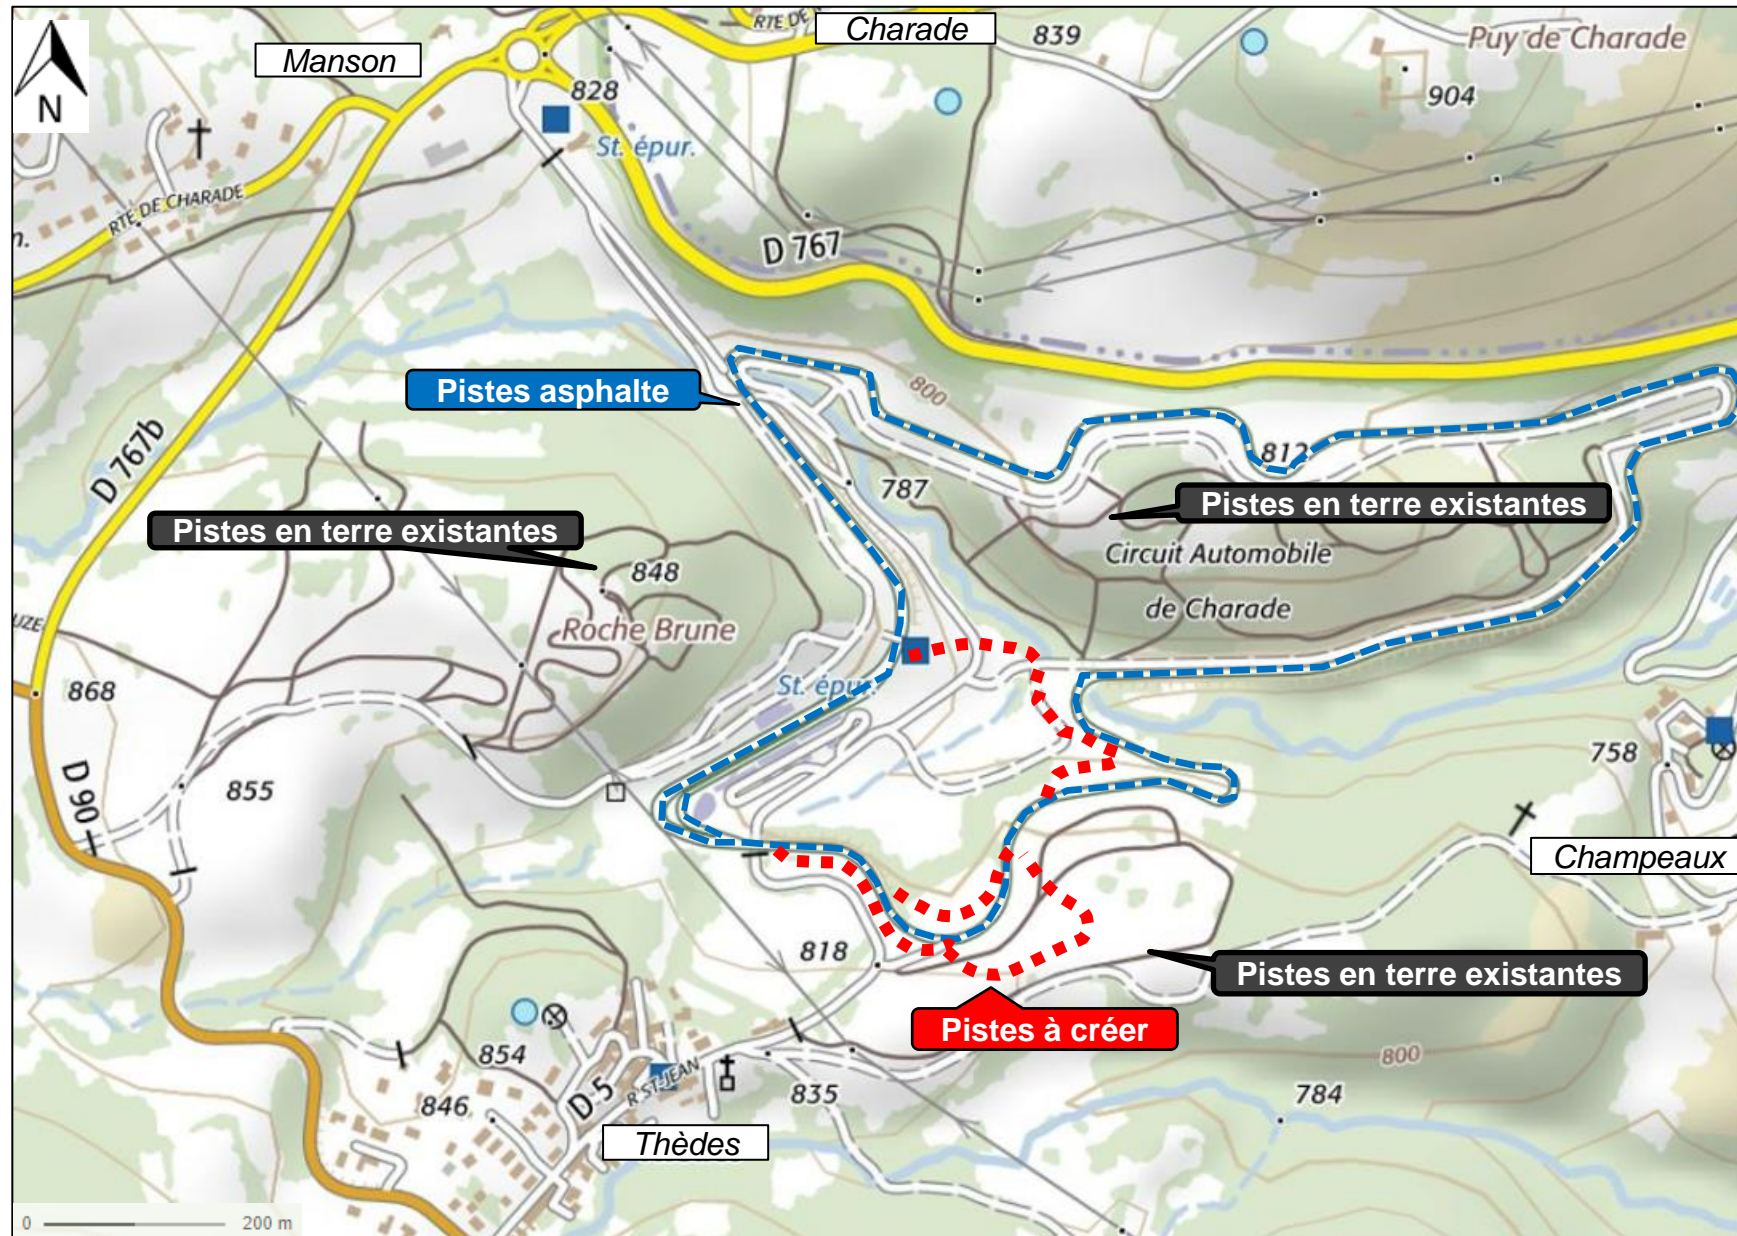 N
Manson
RTE DE
Charade
839
Puy de Charade
904
828
St. épur.
RTE DE CHARADE
n.
D 767
Pistes asphalte
800
D 767b
812
787
Pistes en terre existantes
Pistes en terre existantes
Circuit Automobile
de Charade
848
Roche Brune
UZE
868
St. épur.
758
D 90
855
Champeaux
818
Pistes en terre existantes
Pistes à créer
854
800
R ST-JEAN
D 5
846
835
784
Thèdes
0 200 m